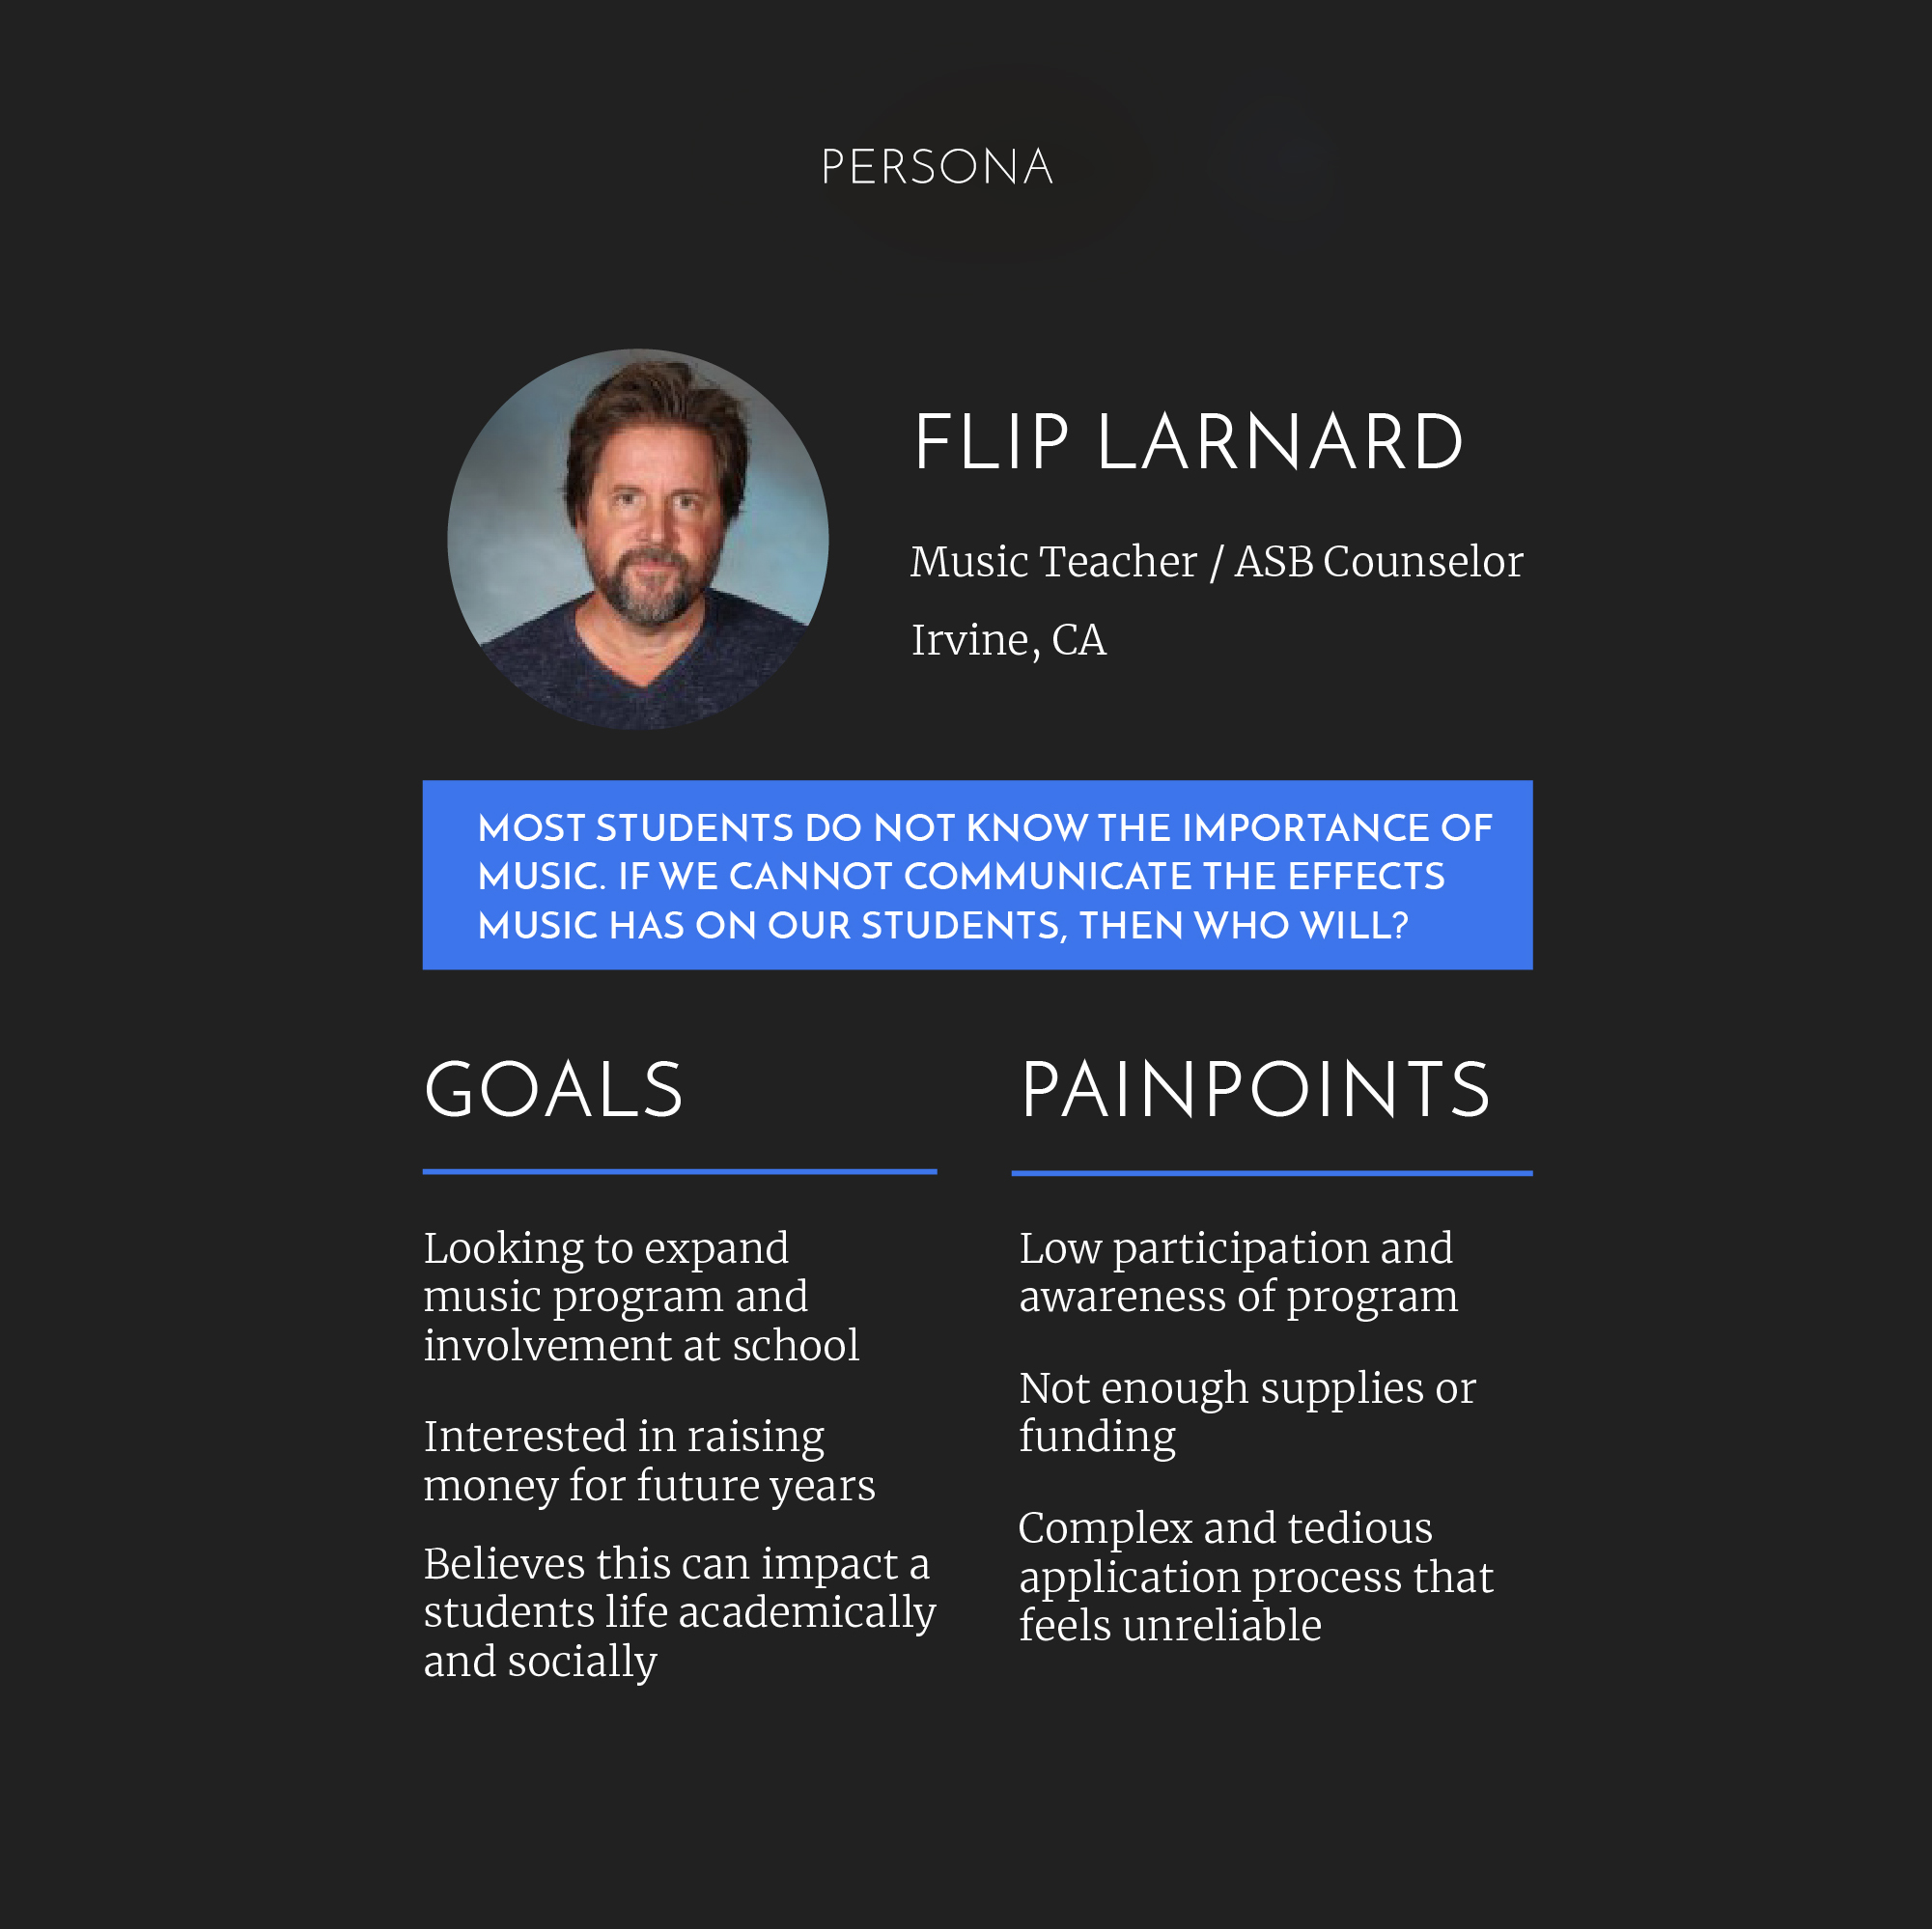 PERSONA
FLIP LARNARD
Music Teacher / ASB Counselor
Irvine, CA
MOST STUDENTS DO NOT KNOW THE IMPORTANCE OF
MUSIC. IF WE CANNOT COMMUNICATE THE EFFECTS
MUSIC HAS ON OUR STUDENTS, THEN WHO WILL?
GOALS
Looking to expand
music program and
involvement at school
Interested in raising
money for future years
Believes this can impact a
students life academically
and socially
PAINPOINTS
Low participation and
awareness of program
Not enough supplies or
funding
Complex and tedious
application process that
feels unreliable